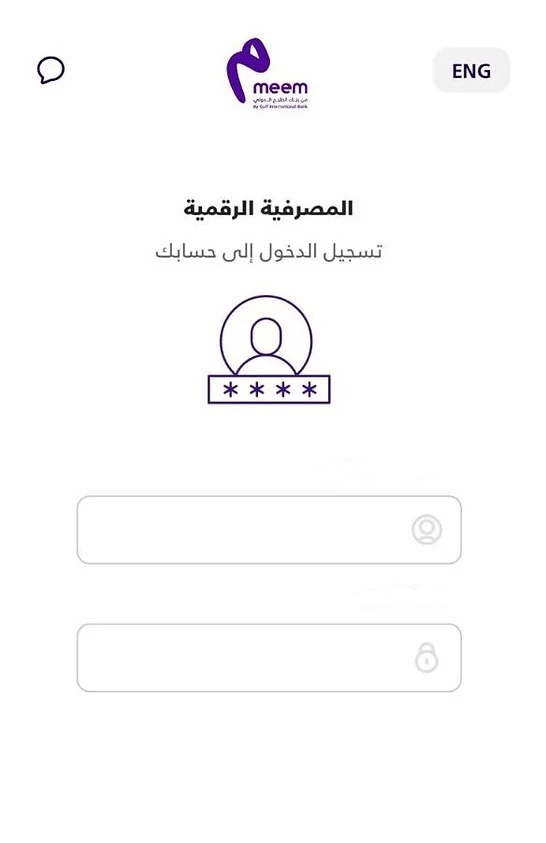 meem
من بنك الخليج الدولي
By Gulf International Bank
ENG
المصرفية الرقمية
تسجيل الدخول إلى حسابك
* * * *